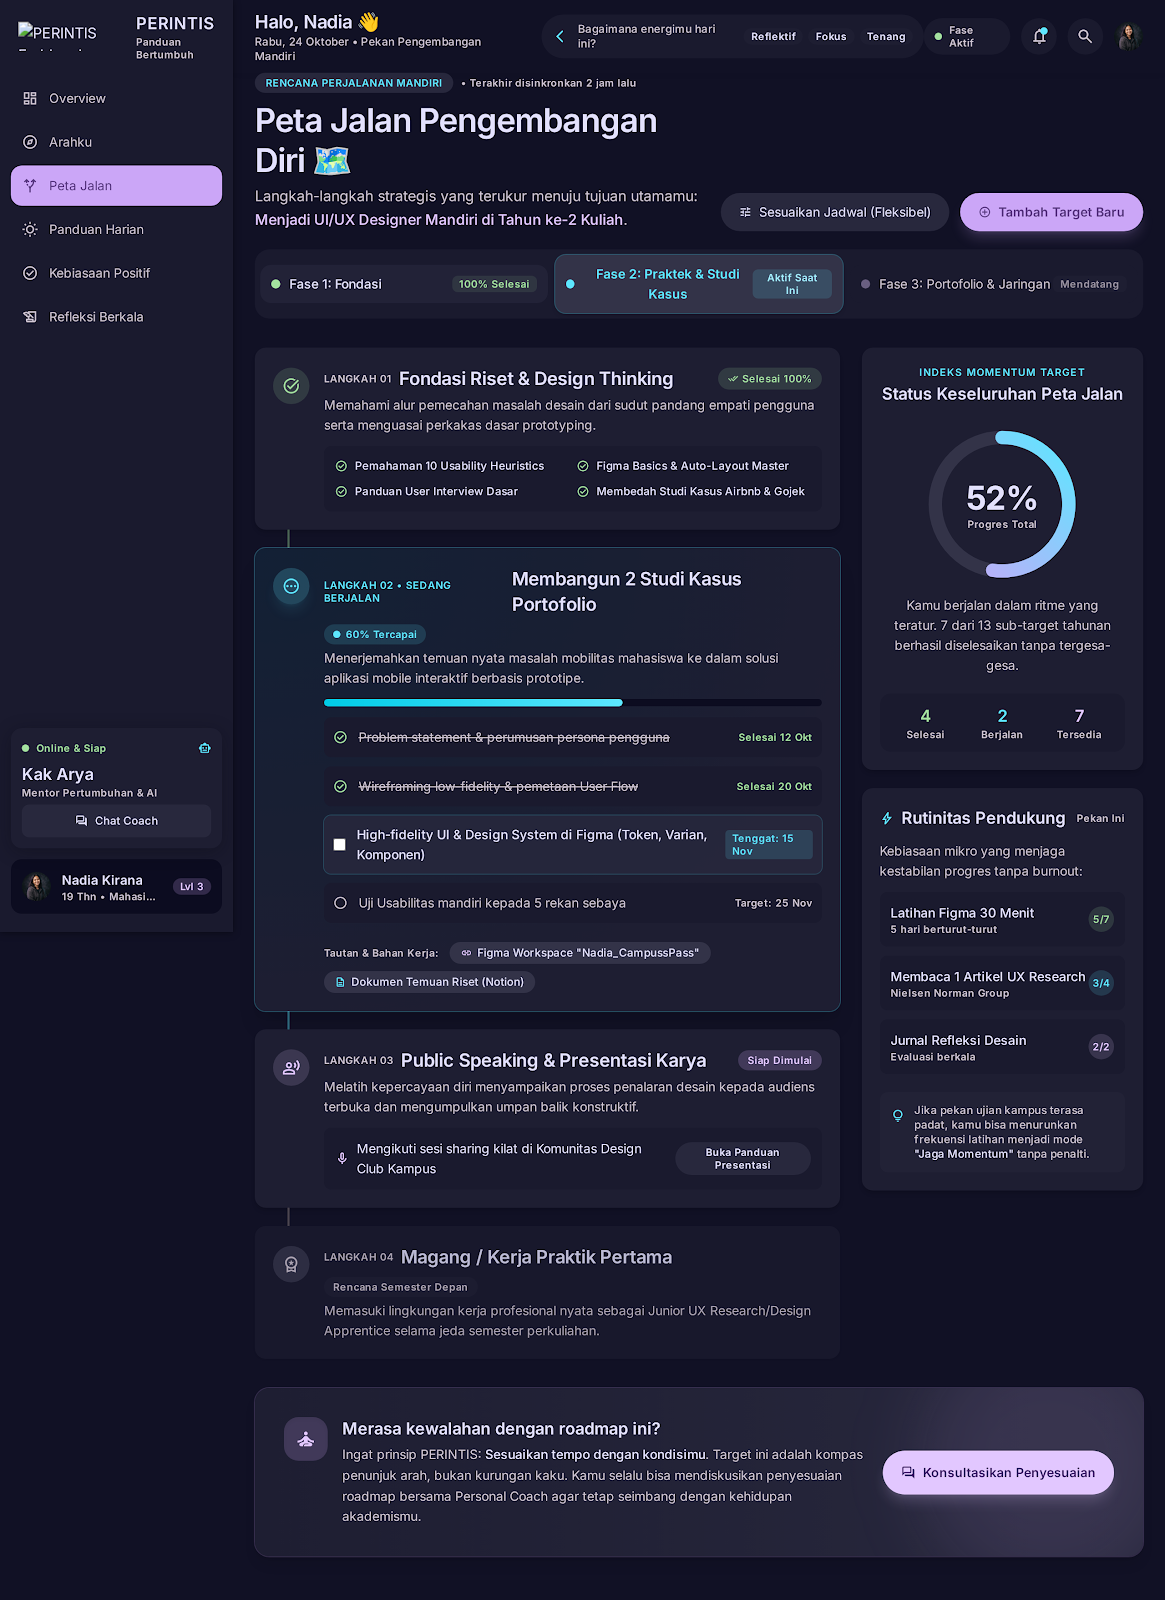 PERINTIS
PERINTIS
Panduan
Bertumbuh
Overview
Arahku
Peta Jalan
Panduan Harian
Kebiasaan Positif
Refleksi Berkala
Online & Siap
Kak Arya
Mentor Pertumbuhan & AI
Chat Coach
Nadia Kirana
19 Thn • Mahasi...
Lvl 3
Halo, Nadia 👋
Rabu, 24 Oktober • Pekan Pengembangan
Mandiri
Bagaimana energimu hari
ini?
Reflektif
Fokus
Tenang
Fase
Aktif
RENCANA PERJALANAN MANDIRI
• Terakhir disinkronkan 2 jam lalu
Peta Jalan Pengembangan
Diri 🗺️
Langkah-langkah strategis yang terukur menuju tujuan utamamu:
Menjadi UI/UX Designer Mandiri di Tahun ke-2 Kuliah.
Sesuaikan Jadwal (Fleksibel)
Tambah Target Baru
Fase 1: Fondasi
100% Selesai
Fase 2: Praktek & Studi
Kasus
Aktif Saat
Ini
Fase 3: Portofolio & Jaringan
Mendatang
LANGKAH 01
Fondasi Riset & Design Thinking
Selesai 100%
Memahami alur pemecahan masalah desain dari sudut pandang empati pengguna
serta menguasai perkakas dasar prototyping.
Pemahaman 10 Usability Heuristics
Figma Basics & Auto-Layout Master
Panduan User Interview Dasar
Membedah Studi Kasus Airbnb & Gojek
LANGKAH 02 • SEDANG
BERJALAN
Membangun 2 Studi Kasus
Portofolio
60% Tercapai
Menerjemahkan temuan nyata masalah mobilitas mahasiswa ke dalam solusi
aplikasi mobile interaktif berbasis prototipe.
Problem statement & perumusan persona pengguna
Selesai 12 Okt
Wireframing low-fidelity & pemetaan User Flow
Selesai 20 Okt
High-fidelity UI & Design System di Figma (Token, Varian,
Komponen)
Tenggat: 15
Nov
Uji Usabilitas mandiri kepada 5 rekan sebaya
Target: 25 Nov
Tautan & Bahan Kerja:
Figma Workspace "Nadia_CampussPass"
Dokumen Temuan Riset (Notion)
LANGKAH 03
Public Speaking & Presentasi Karya
Siap Dimulai
Melatih kepercayaan diri menyampaikan proses penalaran desain kepada audiens
terbuka dan mengumpulkan umpan balik konstruktif.
Mengikuti sesi sharing kilat di Komunitas Design
Club Kampus
Buka Panduan
Presentasi
LANGKAH 04
Magang / Kerja Praktik Pertama
Rencana Semester Depan
Memasuki lingkungan kerja profesional nyata sebagai Junior UX Research/Design
Apprentice selama jeda semester perkuliahan.
INDEKS MOMENTUM TARGET
Status Keseluruhan Peta Jalan
52%
Progres Total
Kamu berjalan dalam ritme yang
teratur. 7 dari 13 sub-target tahunan
berhasil diselesaikan tanpa tergesa-
gesa.
4
Selesai
2
Berjalan
7
Tersedia
Rutinitas Pendukung
Pekan Ini
Kebiasaan mikro yang menjaga
kestabilan progres tanpa burnout:
Latihan Figma 30 Menit
5 hari berturut-turut
5/7
Membaca 1 Artikel UX Research
Nielsen Norman Group
3/4
Jurnal Refleksi Desain
Evaluasi berkala
2/2
Jika pekan ujian kampus terasa
padat, kamu bisa menurunkan
frekuensi latihan menjadi mode
"Jaga Momentum" tanpa penalti.
Merasa kewalahan dengan roadmap ini?
Ingat prinsip PERINTIS: Sesuaikan tempo dengan kondisimu. Target ini adalah kompas
penunjuk arah, bukan kurungan kaku. Kamu selalu bisa mendiskusikan penyesuaian
roadmap bersama Personal Coach agar tetap seimbang dengan kehidupan
akademismu.
Konsultasikan Penyesuaian